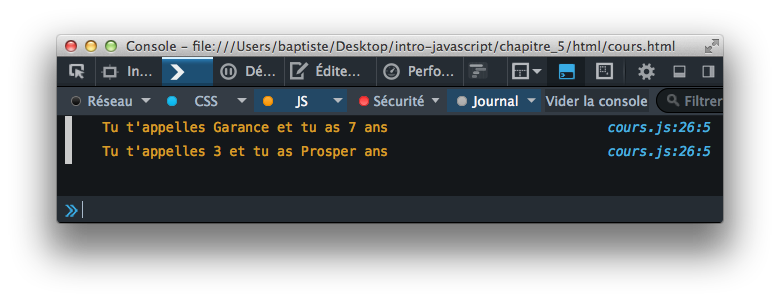 Console - file:///Users/baptiste/Desktop/intro-javascript/chapitre_5/html/cours.html
In... Dé... Édite... Perfo...
Réseau CSS JS Sécurité Journal Vider la console Filtrer
Tu t'appelles Garance et tu as 7 ans cours.js:26:5
Tu t'appelles 3 et tu as Prosper ans cours.js:26:5